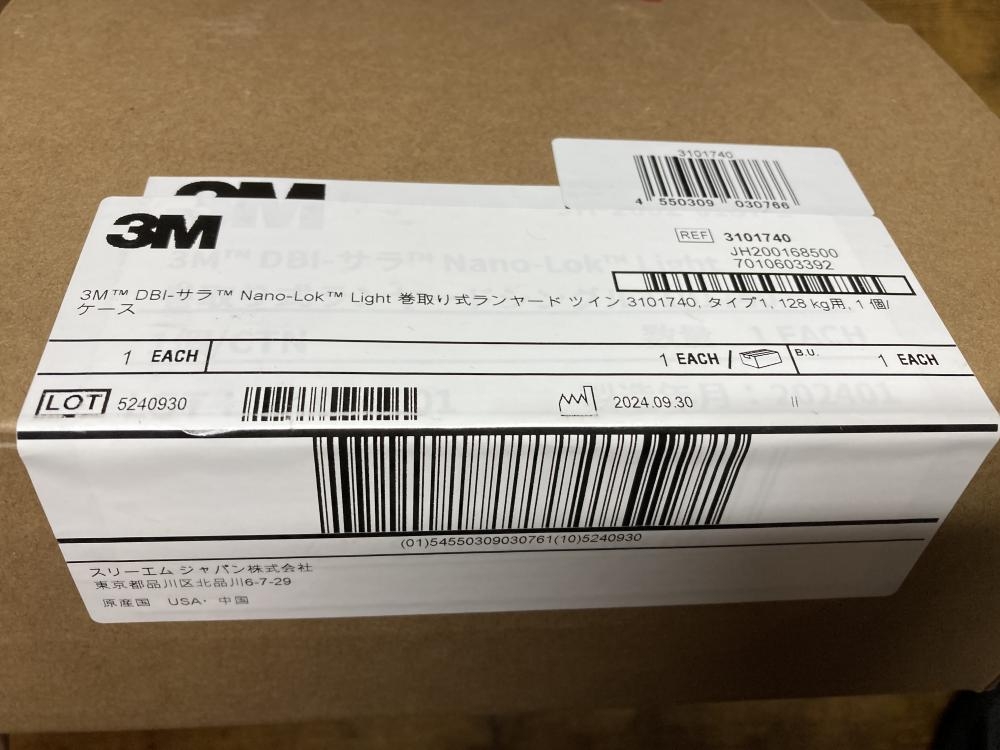 3101740
4 550309 030766
3M
3M
REF 3101740
JH200168500
7010603392
3M™ DBI-サラ™ Nano-Lok™ Light 巻取り式ランヤード ツイン 3101740, タイプ1, 128 kg用, 1 個/
ケース
1 EACH
1 EACH /
B.U.
1 EACH
LOT 5240930
2024.09.30
(01)54550309030761(10)5240930
スリーエム ジャパン株式会社
東京都品川区北品川6-7-29
原産国 USA・ 中国